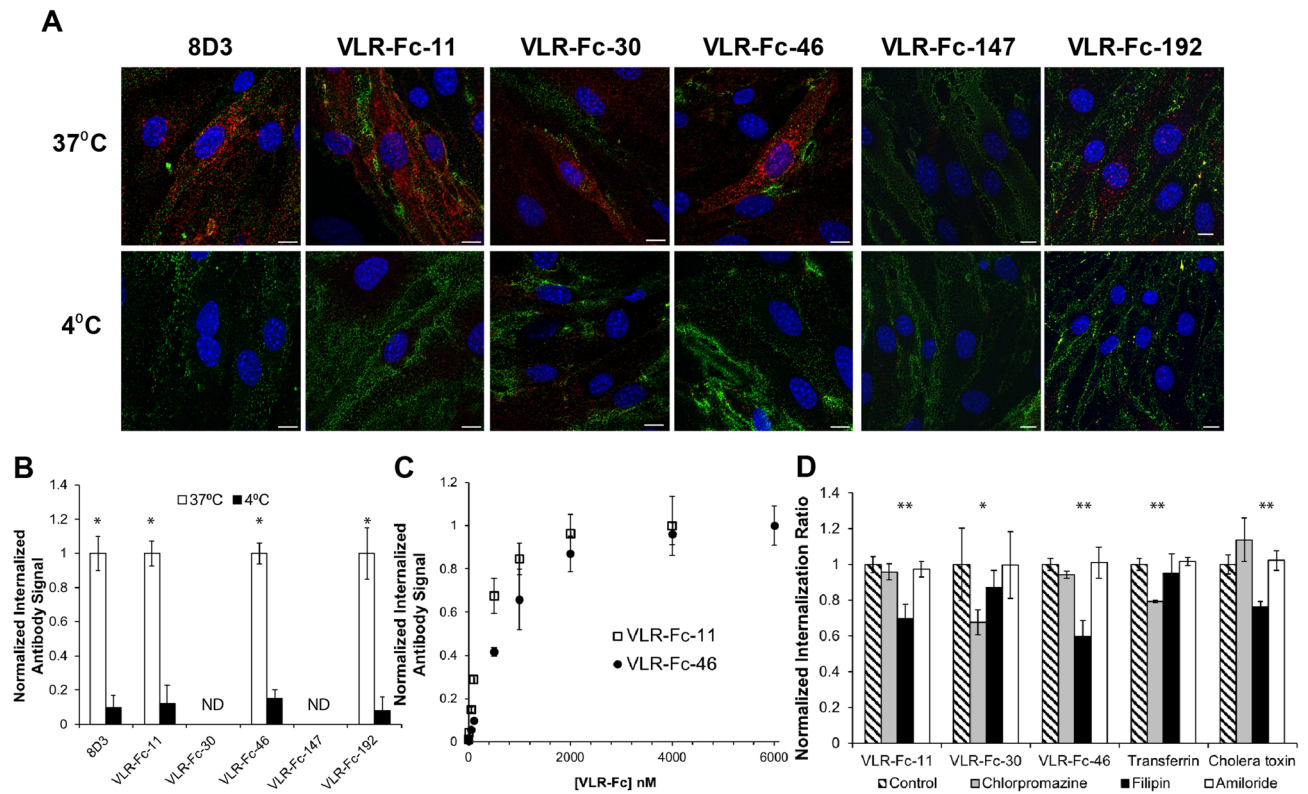 A
8D3 VLR-Fc-11 VLR-Fc-30 VLR-Fc-46 VLR-Fc-147 VLR-Fc-192
37⁰C
4⁰C
B
Normalized Internalized
Antibody Signal
1.4
1.2
1
0.8
0.6
0.4
0.2
0
37⁰C 4⁰C
* * * *
ND ND
8D3 VLR-Fc-11 VLR-Fc-30 VLR-Fc-46 VLR-Fc-147 VLR-Fc-192
C
Normalized Internalized
Antibody Signal
1.2
1
0.8
0.6
0.4
0.2
0
VLR-Fc-11
VLR-Fc-46
0 2000 4000 6000
[VLR-Fc] nM
D
Normalized Internalization Ratio
1.4
1.2
1
0.8
0.6
0.4
0.2
0
** * ** ** **
VLR-Fc-11 VLR-Fc-30 VLR-Fc-46 Transferrin Cholera toxin
Control Chlorpromazine Filipin Amiloride